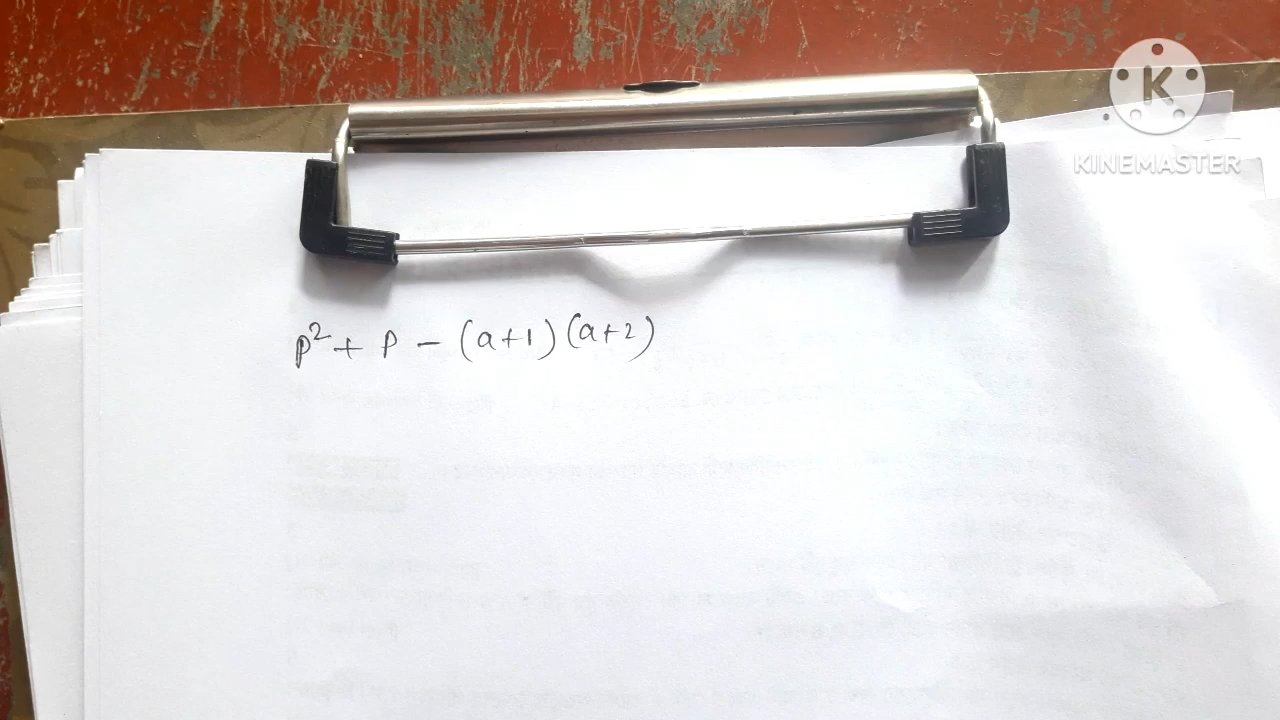 K
KINEMASTER
p² + p - (a+1)(a+2)